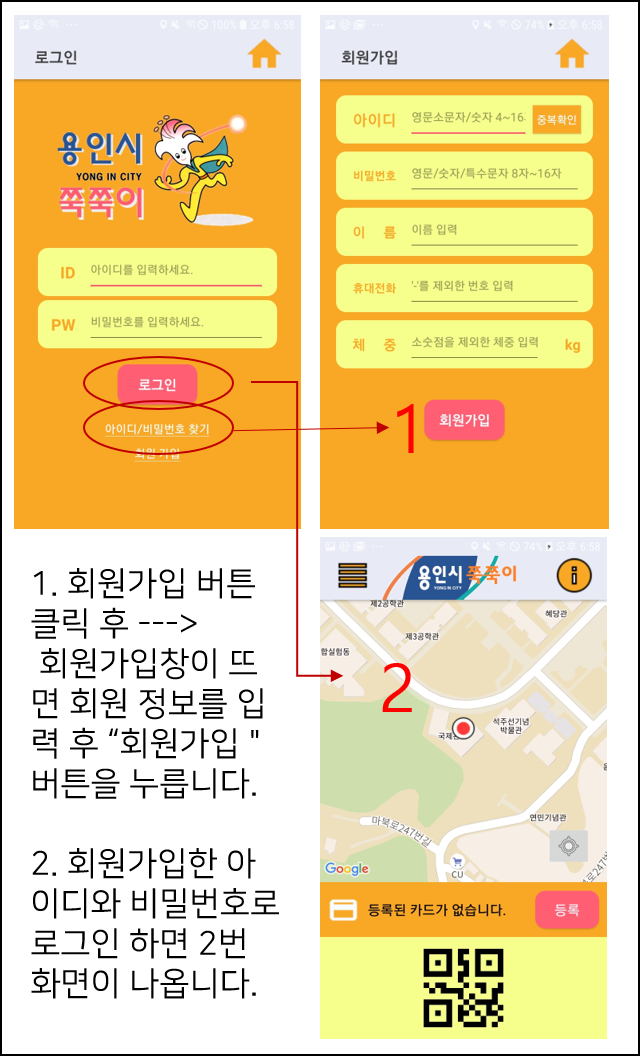 100% 오후 6:58
로그인
용인시
YONG IN CITY
쭉쭉이
ID 아이디를 입력하세요.
PW 비밀번호를 입력하세요.
로그인
아이디/비밀번호 찾기
회원 가입
74% 오후 6:58
회원가입
아이디 영문소문자/숫자 4~16. 중복확인
비밀번호 영문/숫자/특수문자 8자~16자
이 름 이름 입력
휴대전화 '-'를 제외한 번호 입력
체 중 소숫점을 제외한 체중 입력 kg
1 회원가입
1. 회원가입 버튼
클릭 후 --->
회원가입창이 뜨
면 회원 정보를 입
력 후 “회원가입 "
버튼을 누릅니다.
2. 회원가입한 아
이디와 비밀번호로
로그인 하면 2번
화면이 나옵니다.
74% 오후 6:58
용인시 쭉쭉이
YONG IN CITY
제2공학관
혜당관
제3공학관
합실험동
2
석주선기념
박물관
국제관
연민기념관
마북로247번길
로247번
CU
Google
등록된 카드가 없습니다. 등록